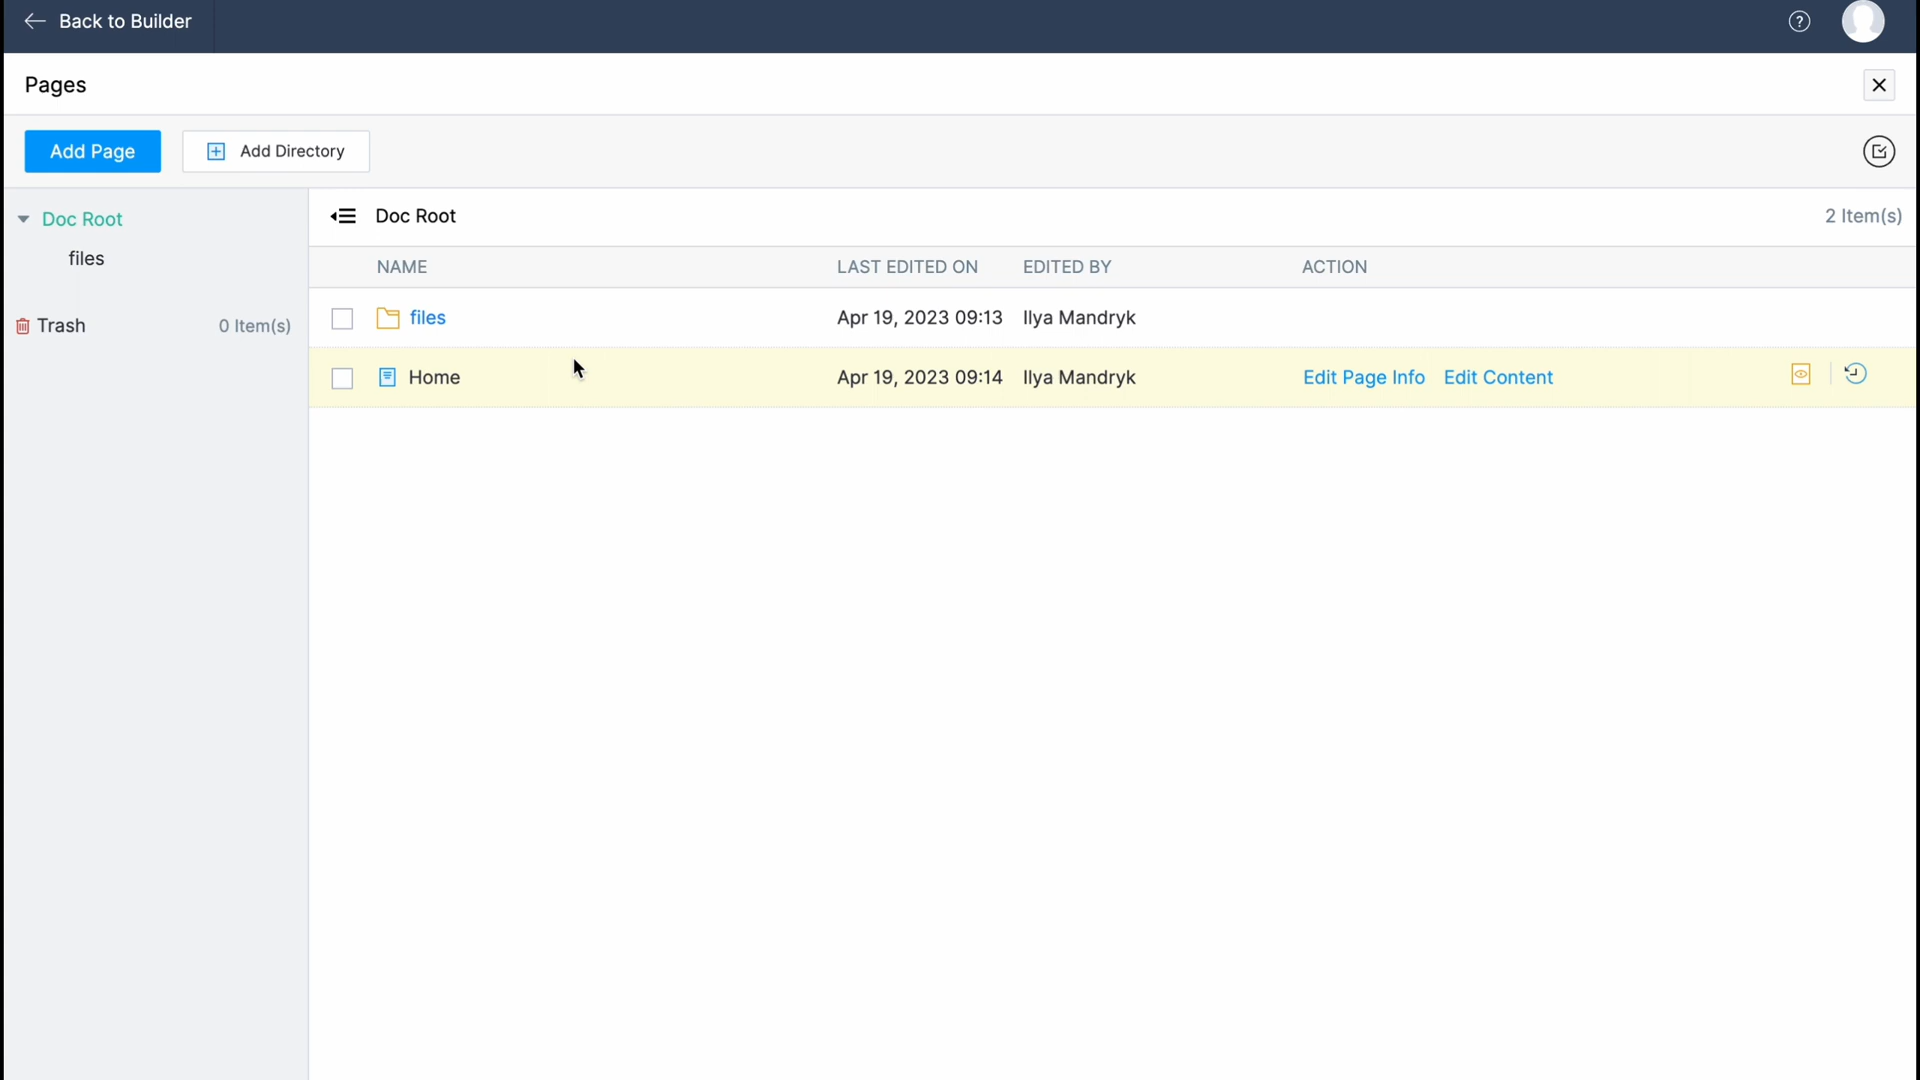 Back to Builder
Pages
Add Page
Add Directory
Doc Root
files
Trash 0 Item(s)
Doc Root 2 Item(s)
NAME LAST EDITED ON EDITED BY ACTION
files Apr 19, 2023 09:13 Ilya Mandryk
Home Apr 19, 2023 09:14 Ilya Mandryk Edit Page Info Edit Content